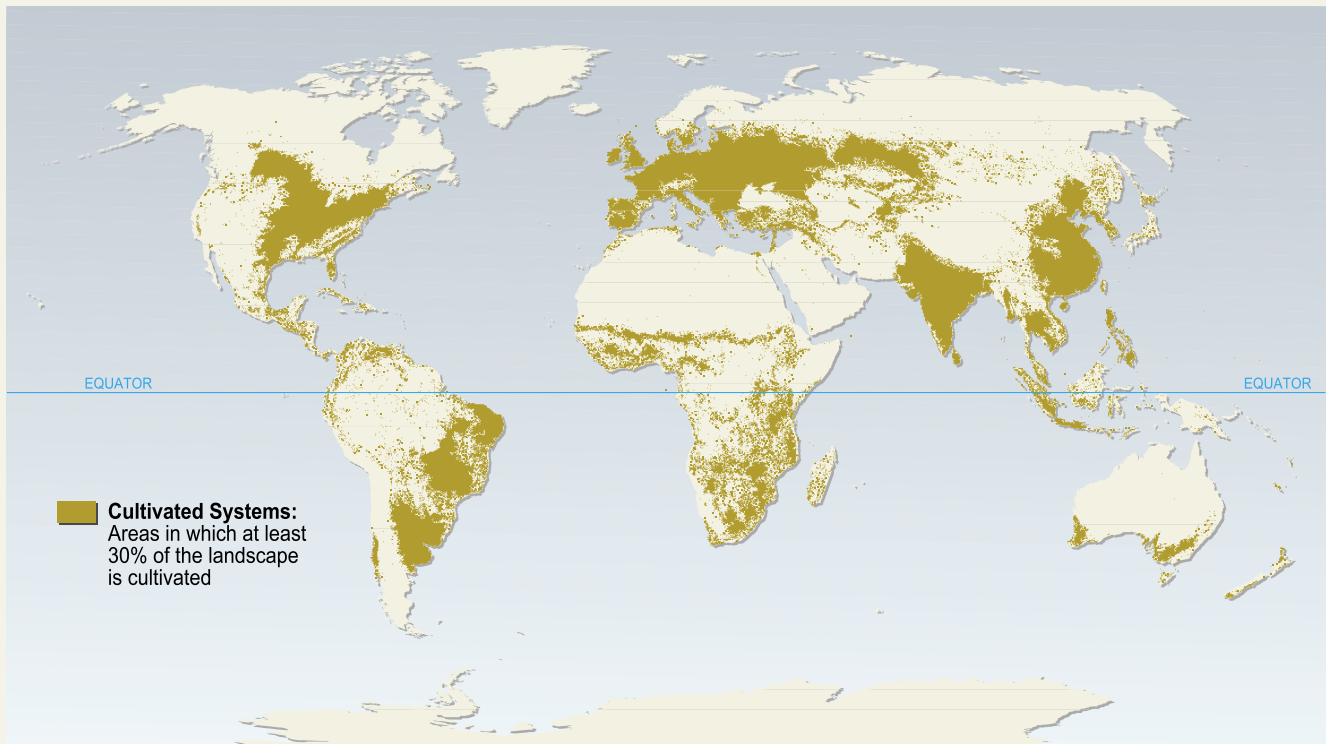 EQUATOR
EQUATOR
Cultivated Systems:
Areas in which at least
30% of the landscape
is cultivated